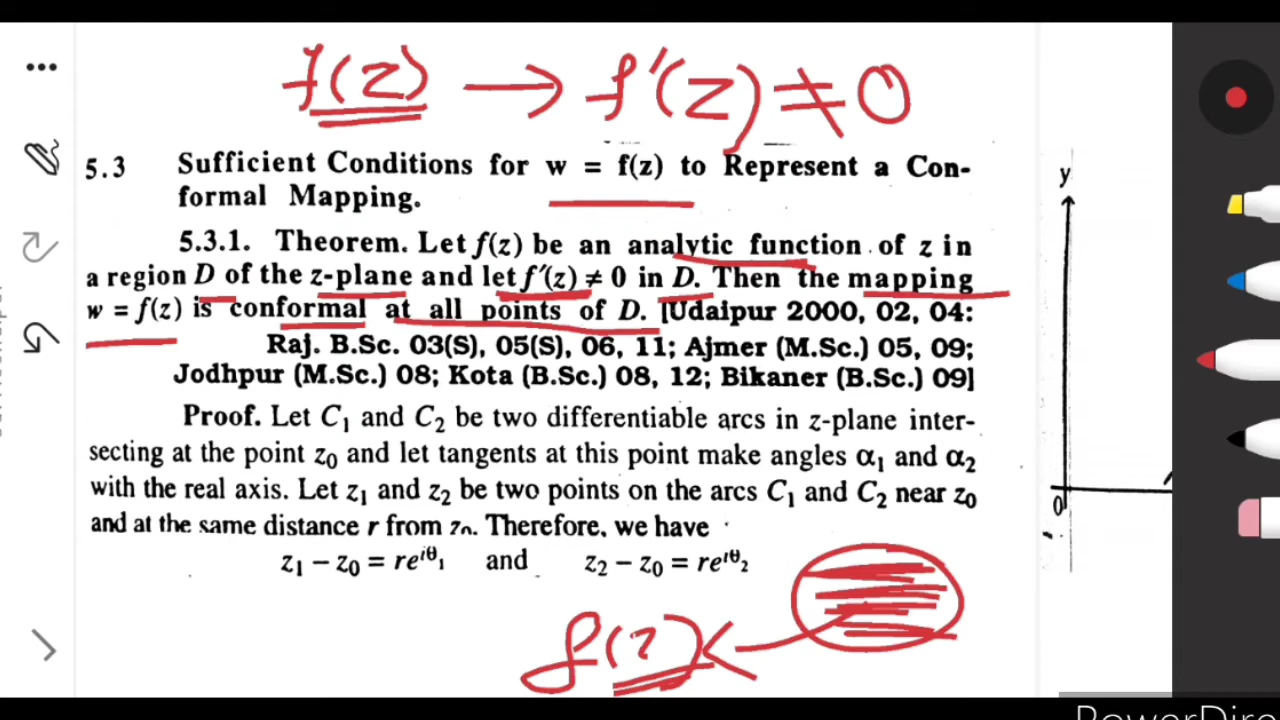 f(z) → f'(z) ≠ 0
5.3 Sufficient Conditions for w = f(z) to Represent a Con-
formal Mapping.
5.3.1. Theorem. Let f(z) be an analytic function of z in
a region D of the z-plane and let f′(z) ≠ 0 in D. Then the mapping
w = f(z) is conformal at all points of D. [Udaipur 2000, 02, 04:
Raj. B.Sc. 03(S), 05(S), 06, 11; Ajmer (M.Sc.) 05, 09;
Jodhpur (M.Sc.) 08; Kota (B.Sc.) 08, 12; Bikaner (B.Sc.) 09]
Proof. Let C₁ and C₂ be two differentiable arcs in z-plane inter-
secting at the point z₀ and let tangents at this point make angles α₁ and α₂
with the real axis. Let z₁ and z₂ be two points on the arcs C₁ and C₂ near z₀
and at the same distance r from z₀. Therefore, we have
z₁ − z₀ = re^{iθ₁} and z₂ − z₀ = re^{iθ₂}
f(z)
y
0
PowerDire